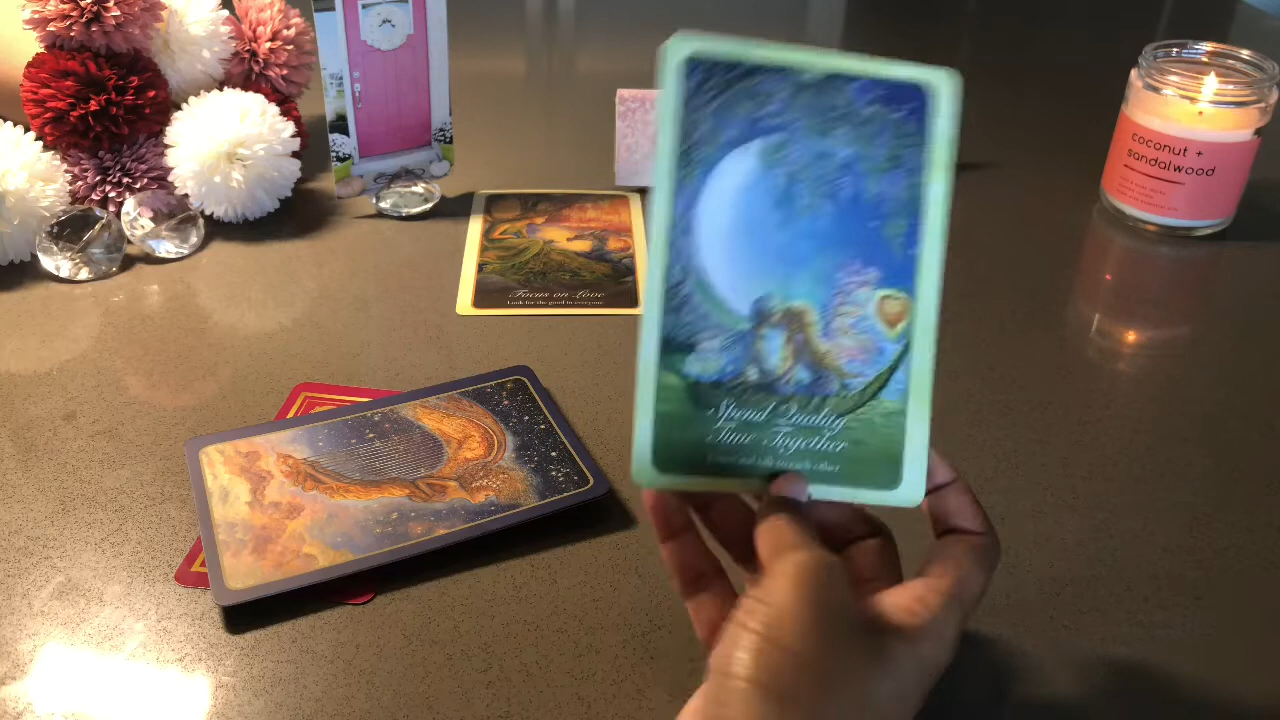 coconut +
sandalwood
Focus on Love
Look for the good in everyone
Spend Quality
Time Together